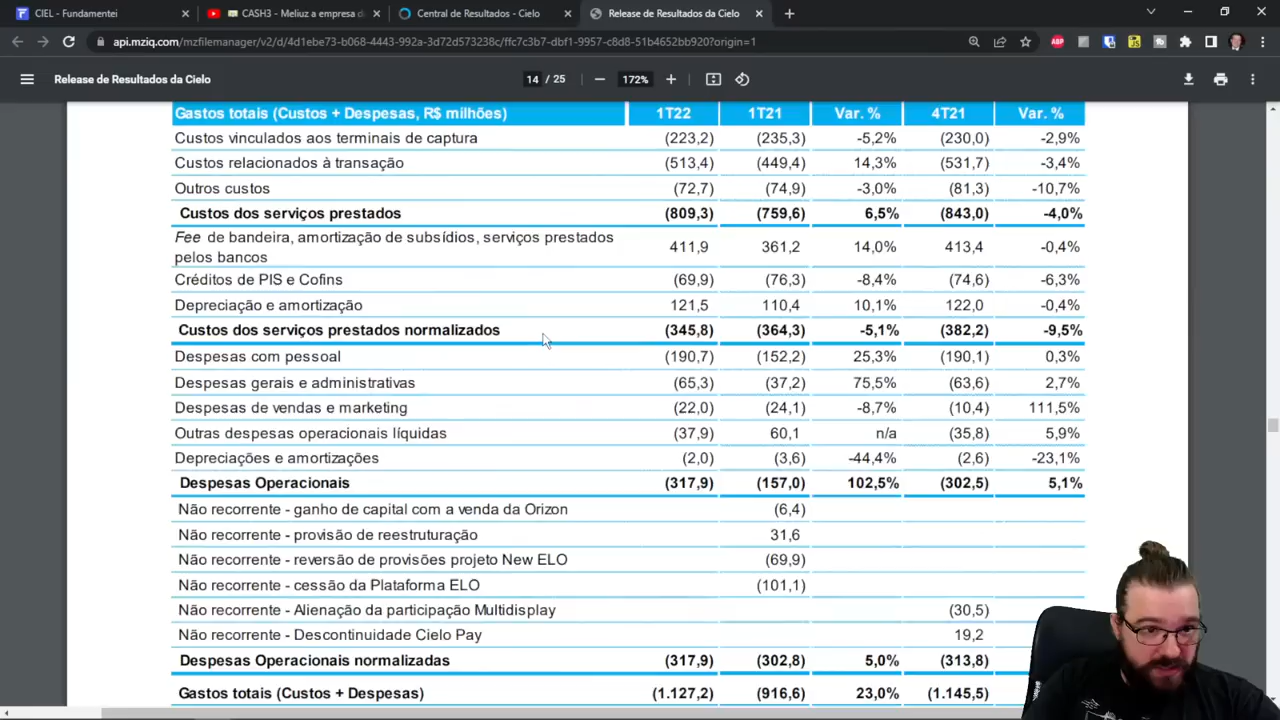 CIEL - Fundamentei
CASH3 - Meliuz a empresa d
Central de Resultados - Cielo
Release de Resultados da Cielo
api.mziq.com/mzfilemanager/v2/d/4d1ebe73-b068-4443-992a-3d72d573238c/ffc7c3b7-dbf1-9957-c8d8-51b4652bb920?origin=1
Release de Resultados da Cielo 14 / 25 172%
Gastos totais (Custos + Despesas, R$ milhões) 1T22 1T21 Var. % 4T21 Var. %
Custos vinculados aos terminais de captura (223,2) (235,3) -5,2% (230,0) -2,9%
Custos relacionados à transação (513,4) (449,4) 14,3% (531,7) -3,4%
Outros custos (72,7) (74,9) -3,0% (81,3) -10,7%
Custos dos serviços prestados (809,3) (759,6) 6,5% (843,0) -4,0%
Fee de bandeira, amortização de subsídios, serviços prestados
pelos bancos 411,9 361,2 14,0% 413,4 -0,4%
Créditos de PIS e Cofins (69,9) (76,3) -8,4% (74,6) -6,3%
Depreciação e amortização 121,5 110,4 10,1% 122,0 -0,4%
Custos dos serviços prestados normalizados (345,8) (364,3) -5,1% (382,2) -9,5%
Despesas com pessoal (190,7) (152,2) 25,3% (190,1) 0,3%
Despesas gerais e administrativas (65,3) (37,2) 75,5% (63,6) 2,7%
Despesas de vendas e marketing (22,0) (24,1) -8,7% (10,4) 111,5%
Outras despesas operacionais líquidas (37,9) 60,1 n/a (35,8) 5,9%
Depreciações e amortizações (2,0) (3,6) -44,4% (2,6) -23,1%
Despesas Operacionais (317,9) (157,0) 102,5% (302,5) 5,1%
Não recorrente - ganho de capital com a venda da Orizon (6,4)
Não recorrente - provisão de reestruturação 31,6
Não recorrente - reversão de provisões projeto New ELO (69,9)
Não recorrente - cessão da Plataforma ELO (101,1)
Não recorrente - Alienação da participação Multidisplay (30,5)
Não recorrente - Descontinuidade Cielo Pay 19,2
Despesas Operacionais normalizadas (317,9) (302,8) 5,0% (313,8)
Gastos totais (Custos + Despesas) (1.127,2) (916,6) 23,0% (1.145,5)